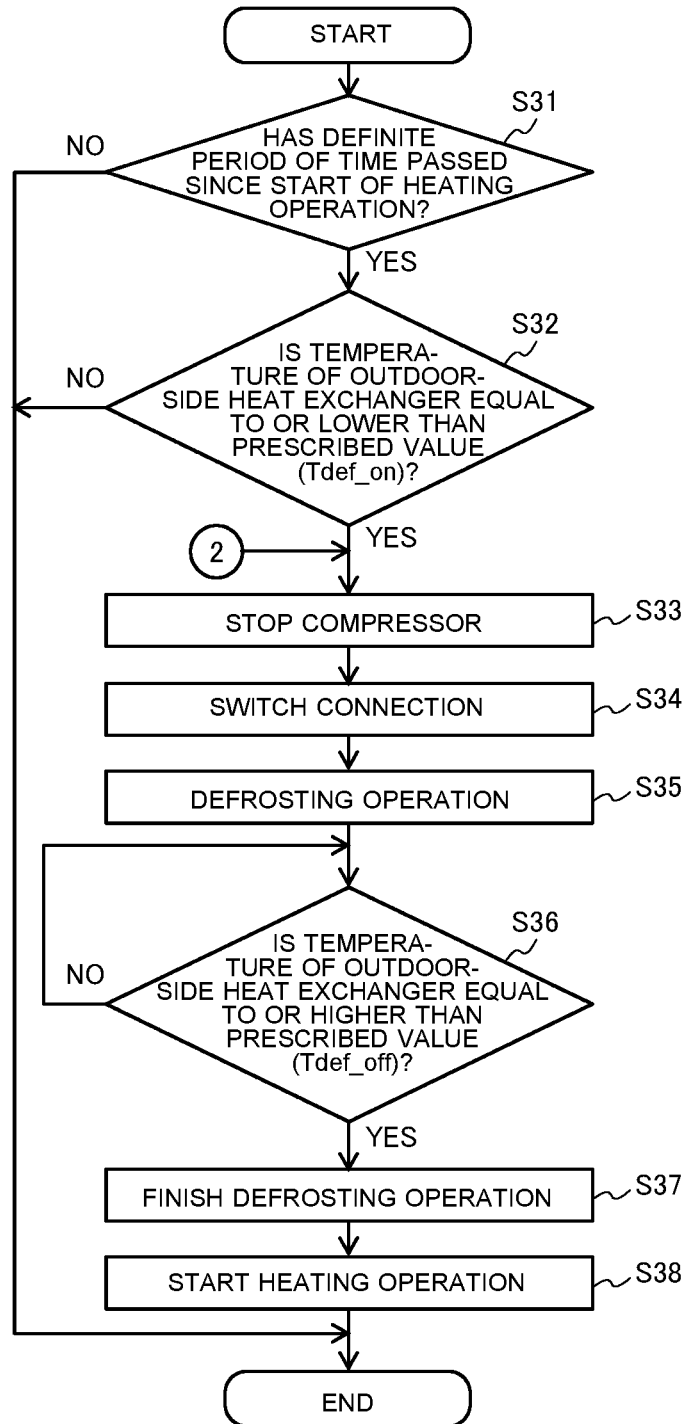 START
S31
HAS DEFINITE
PERIOD OF TIME PASSED
SINCE START OF HEATING
OPERATION?
NO
YES
S32
IS TEMPERA-
TURE OF OUTDOOR-
SIDE HEAT EXCHANGER EQUAL
TO OR LOWER THAN
PRESCRIBED VALUE
(Tdef_on)?
NO
YES
2
STOP COMPRESSOR
S33
SWITCH CONNECTION
S34
DEFROSTING OPERATION
S35
S36
IS TEMPERA-
TURE OF OUTDOOR-
SIDE HEAT EXCHANGER EQUAL
TO OR HIGHER THAN
PRESCRIBED VALUE
(Tdef_off)?
NO
YES
FINISH DEFROSTING OPERATION
S37
START HEATING OPERATION
S38
END